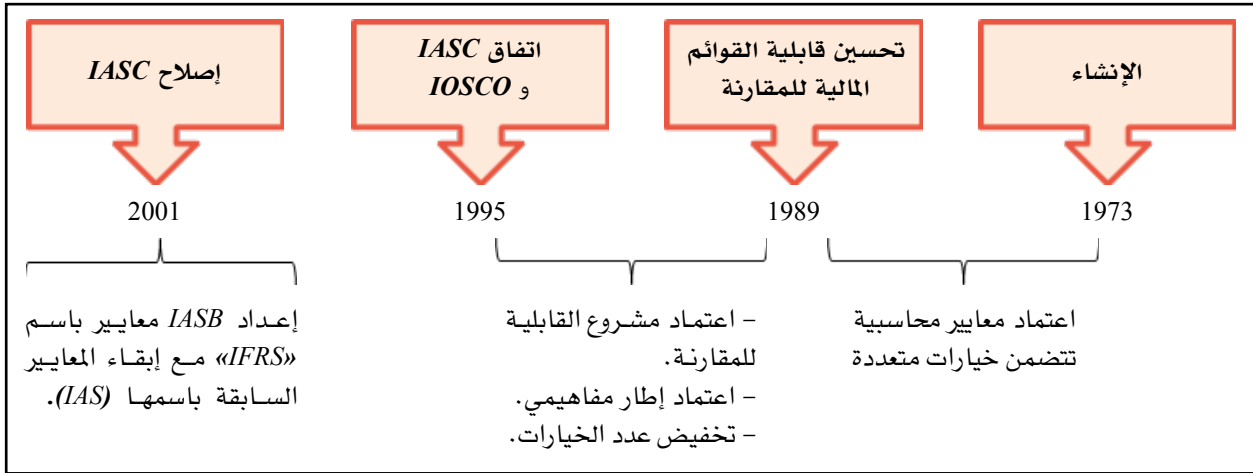 الإنشاء
تحسين قابلية القوائم
المالية للمقارنة
اتفاق IASC
و IOSCO
إصلاح IASC
1973
1989
1995
2001
اعتماد معايير محاسبية
تتضمن خيارات متعددة
– اعتماد مشروع القابلية
للمقارنة.
– اعتماد إطار مفاهيمي.
– تخفيض عدد الخيارات.
إعداد IASB معايير باسم
«IFRS» مع إبقاء المعايير
السابقة باسمها (IAS).